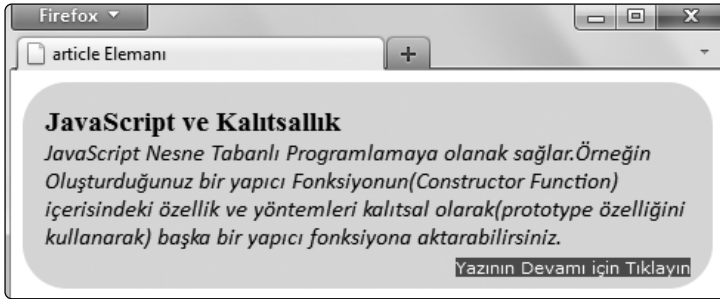 Firefox
article Elemanı
JavaScript ve Kalıtsallık
JavaScript Nesne Tabanlı Programlamaya olanak sağlar.Örneğin
Oluşturduğunuz bir yapıcı Fonksiyonun(Constructor Function)
içerisindeki özellik ve yöntemleri kalıtsal olarak(prototype özelliğini
kullanarak) başka bir yapıcı fonksiyona aktarabilirsiniz.
Yazının Devamı için Tıklayın